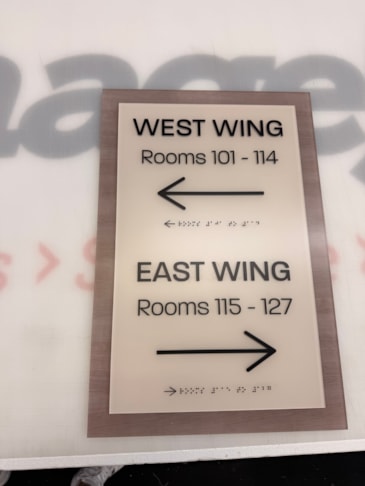 WEST WING
Rooms 101 - 114
←
EAST WING
Rooms 115 - 127
→